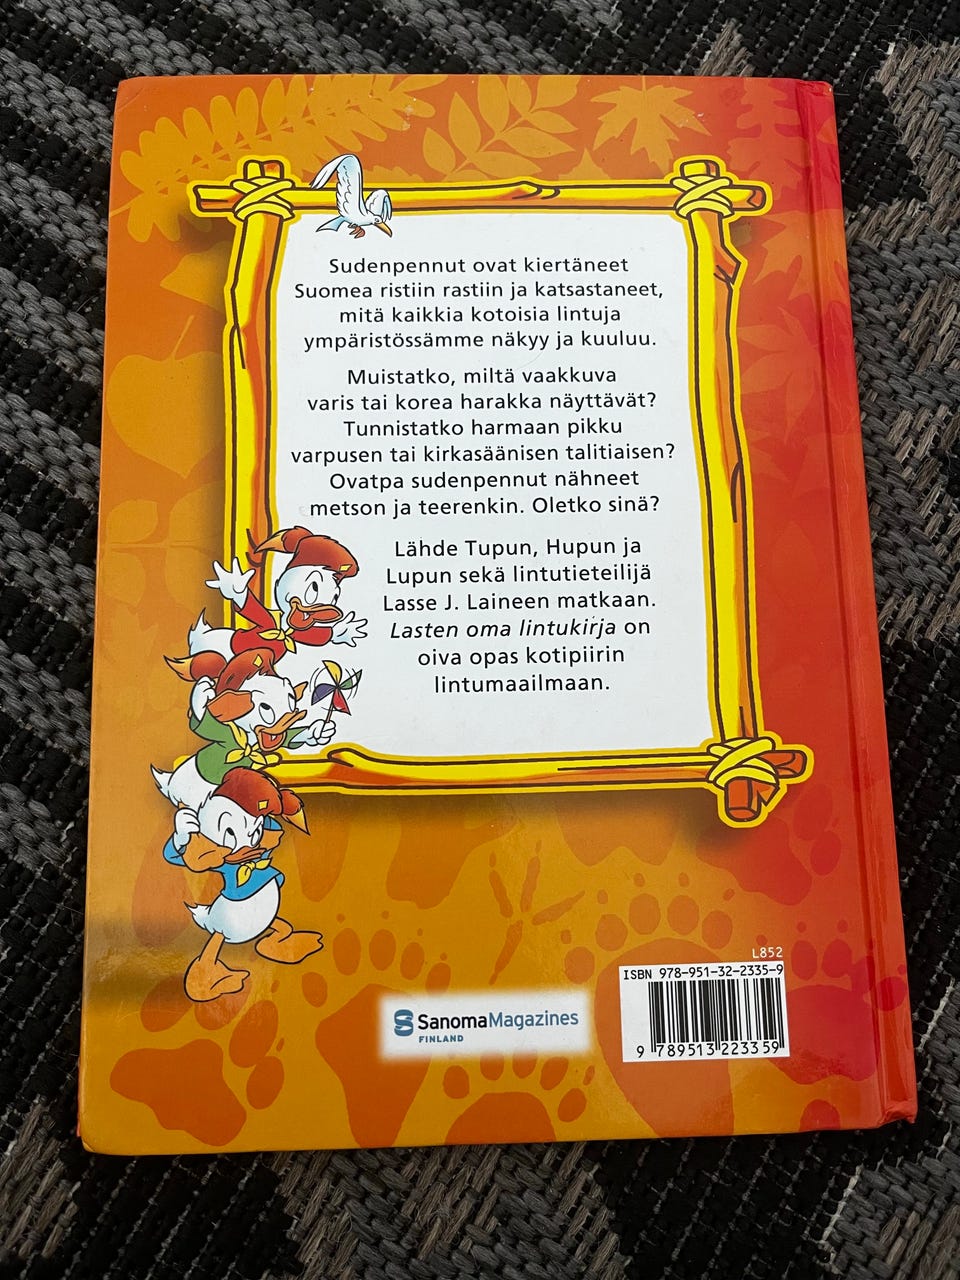 Sudenpennut ovat kiertäneet
Suomea ristiin rastiin ja katsastaneet,
mitä kaikkia kotoisia lintuja
ympäristössämme näkyy ja kuuluu.
Muistatko, miltä vaakkuva
varis tai korea harakka näyttävät?
Tunnistatko harmaan pikku
varpusen tai kirkasäänisen talitiaisen?
Ovatpa sudenpennut nähneet
metson ja teerenkin. Oletko sinä?
Lähde Tupun, Hupun ja
Lupun sekä lintutieteilijä
Lasse J. Laineen matkaan.
Lasten oma lintukirja on
oiva opas kotipiirin
lintumaailmaan.
L852
ISBN 978-951-32-2335-9
9 789513 223359
SanomaMagazines
FINLAND